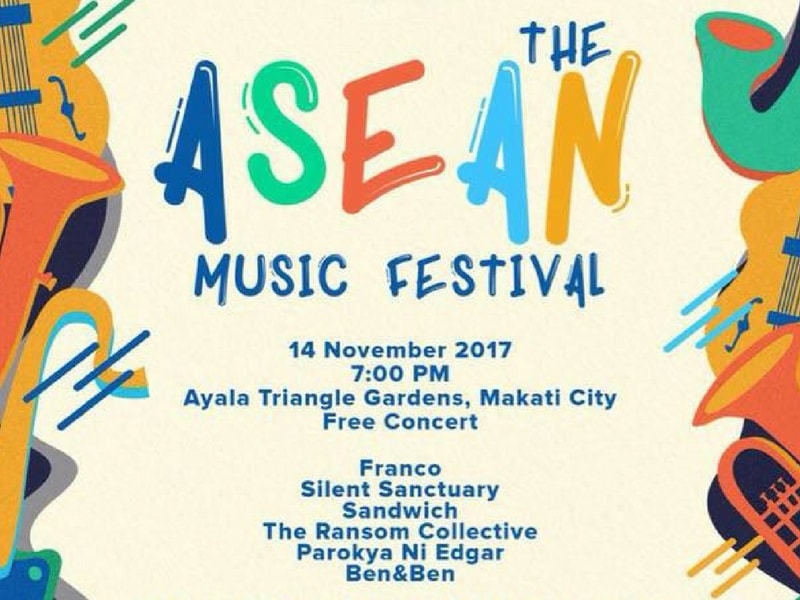 THE
ASEAN
MUSIC FESTIVAL
14 November 2017
7:00 PM
Ayala Triangle Gardens, Makati City
Free Concert
Franco
Silent Sanctuary
Sandwich
The Ransom Collective
Parokya Ni Edgar
Ben&Ben